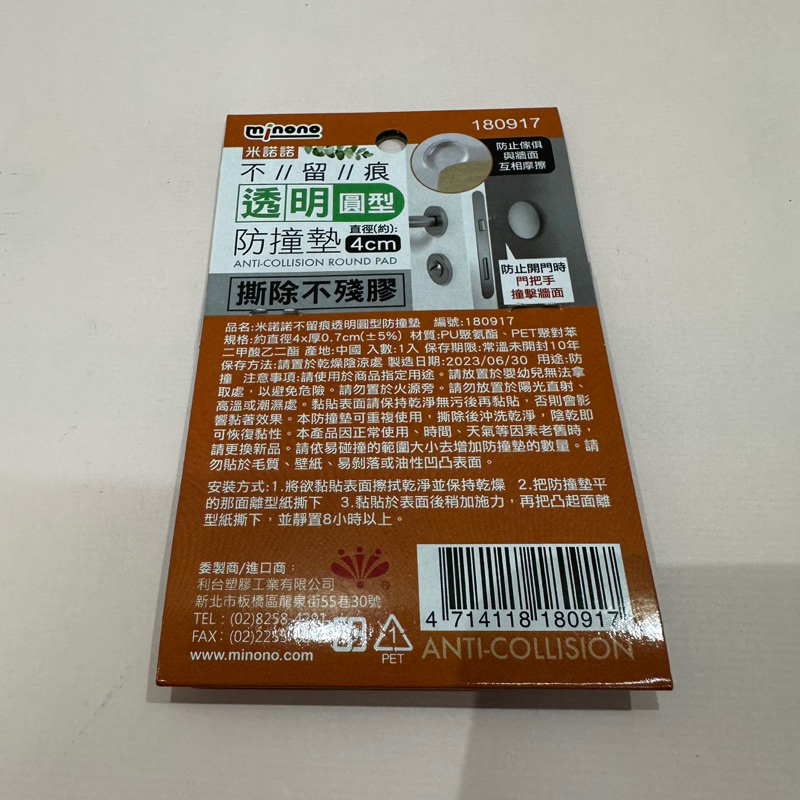 minono
180917
米諾諾
不//留//痕
透明圓型
防撞墊 直徑(約):4cm
ANTI-COLLISION ROUND PAD
撕除不殘膠
防止傢俱
與牆面
互相摩擦
防止開門時
門把手
撞擊牆面
品名:米諾諾不留痕透明圓型防撞墊 編號:180917
規格:約直徑4x厚0.7cm(±5%) 材質:PU聚氨酯、PET聚對苯
二甲酸乙二酯 產地:中國 入數:1入 保存期限:常溫未開封10年
保存方法:請置於乾燥陰涼處 製造日期:2023/06/30 用途:防
撞 注意事項:請使用於商品指定用途。請放置於嬰幼兒無法拿
取處，以避免危險。請勿置於火源旁。請勿放置於陽光直射、
高溫或潮濕處。黏貼表面請保持乾淨無污後再黏貼，否則會影
響黏著效果。本防撞墊可重複使用，撕除後沖洗乾淨，陰乾即
可恢復黏性。本產品因正常使用、時間、天氣等因素老舊時，
請更換新品。請依易碰撞的範圍大小去增加防撞墊的數量。請
勿貼於毛質、壁紙、易剝落或油性凹凸表面。
安裝方式:1.將欲黏貼表面擦拭乾淨並保持乾燥 2.把防撞墊平
的那面離型紙撕下 3.黏貼於表面後稍加施力，再把凸起面離
型紙撕下，並靜置8小時以上。
委製商/進口商：
利台塑膠工業有限公司
新北市板橋區龍泉街55巷30號
TEL：(02)8258-4291
FAX：(02)2255
www.minono.com
1
PET
4 714118 180917
ANTI-COLLISION